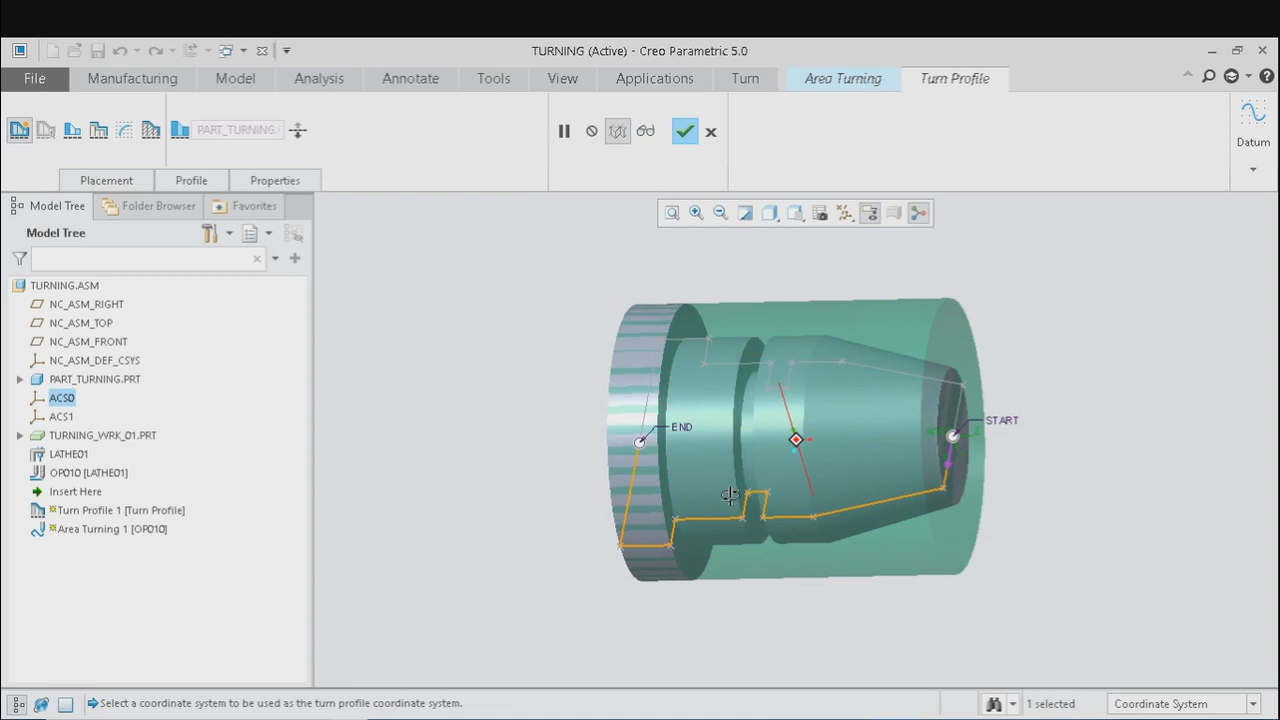 TURNING (Active) - Creo Parametric 5.0
File Manufacturing Model Analysis Annotate Tools View Applications Turn Area Turning Turn Profile
PART_TURNING.
Datum
Placement Profile Properties
Model Tree Folder Browser Favorites
Model Tree
TURNING.ASM
NC_ASM_RIGHT
NC_ASM_TOP
NC_ASM_FRONT
NC_ASM_DEF_CSYS
PART_TURNING.PRT
ACS0
ACS1
TURNING_WRK_01.PRT
LATHE01
OP010 [LATHE01]
Insert Here
Turn Profile 1 [Turn Profile]
Area Turning 1 [OP010]
END
START
Select a coordinate system to be used as the turn profile coordinate system.
1 selected
Coordinate System